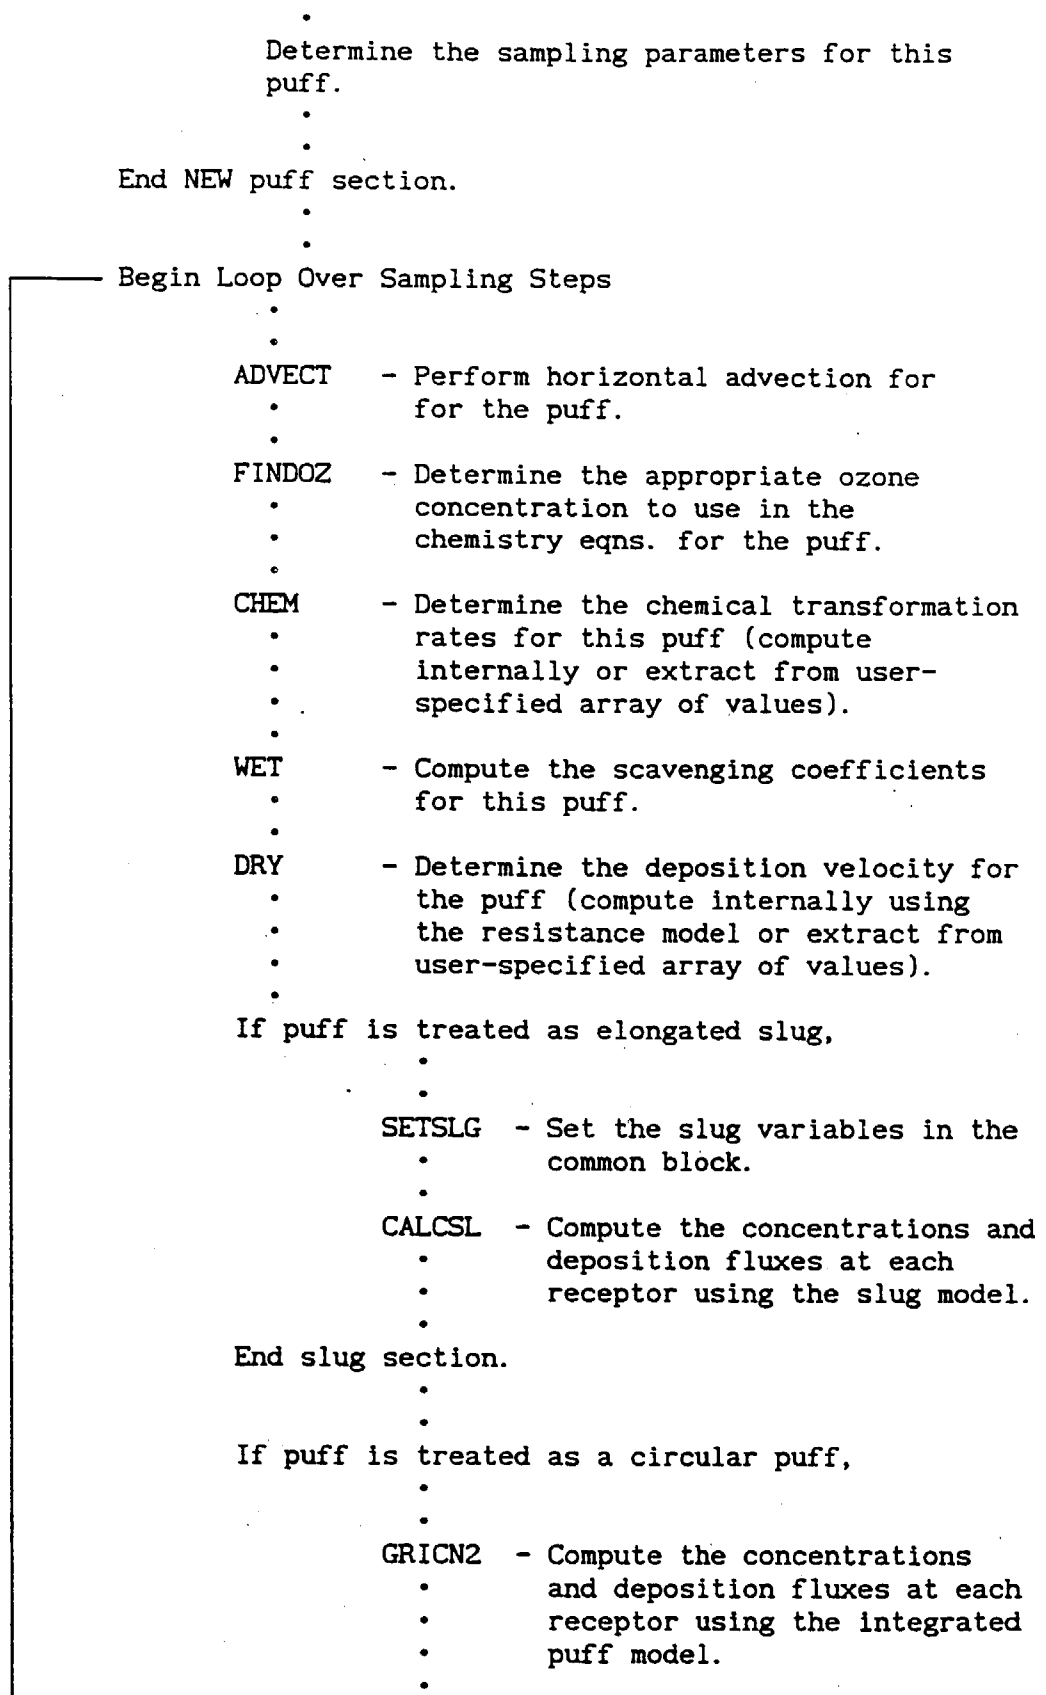 Determine the sampling parameters for this
puff.
End NEW puff section.
Begin Loop Over Sampling Steps
ADVECT - Perform horizontal advection for
for the puff.
FINDOZ - Determine the appropriate ozone
concentration to use in the
chemistry eqns. for the puff.
CHEM - Determine the chemical transformation
rates for this puff (compute
internally or extract from user-
specified array of values).
WET - Compute the scavenging coefficients
for this puff.
DRY - Determine the deposition velocity for
the puff (compute internally using
the resistance model or extract from
user-specified array of values).
If puff is treated as elongated slug,
SETSLG - Set the slug variables in the
common block.
CALCSL - Compute the concentrations and
deposition fluxes at each
receptor using the slug model.
End slug section.
If puff is treated as a circular puff,
GRICN2 - Compute the concentrations
and deposition fluxes at each
receptor using the integrated
puff model.